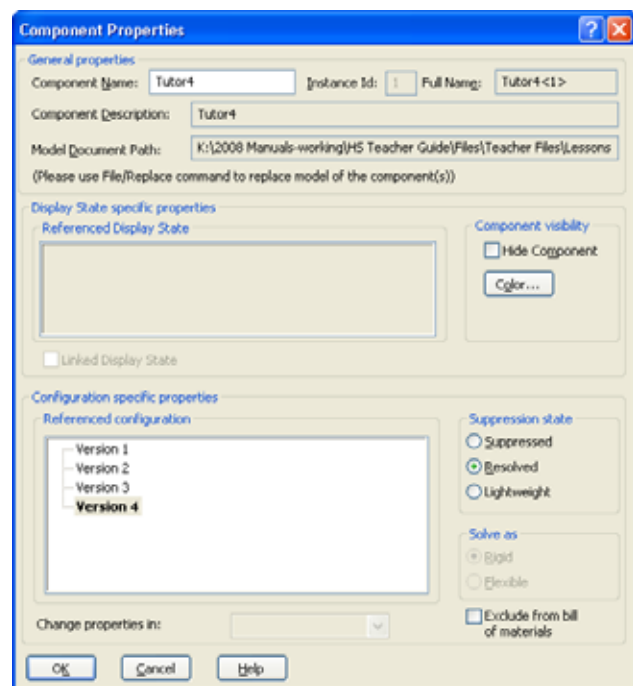 Component Properties
General properties
Component Name: Tutor4 Instance Id: 1 Full Name: Tutor4<1>
Component Description: Tutor4
Model Document Path: K:\2008 Manuals-working\HS Teacher Guide\Files\Teacher Files\Lessons
(Please use File/Replace command to replace model of the component(s))
Display State specific properties
Referenced Display State
Component visibility
Hide Component
Color...
Linked Display State
Configuration specific properties
Referenced configuration
Version 1
Version 2
Version 3
Version 4
Suppression state
Suppressed
Resolved
Lightweight
Solve as
Rigid
Flexible
Change properties in:
Exclude from bill
of materials
OK Cancel Help